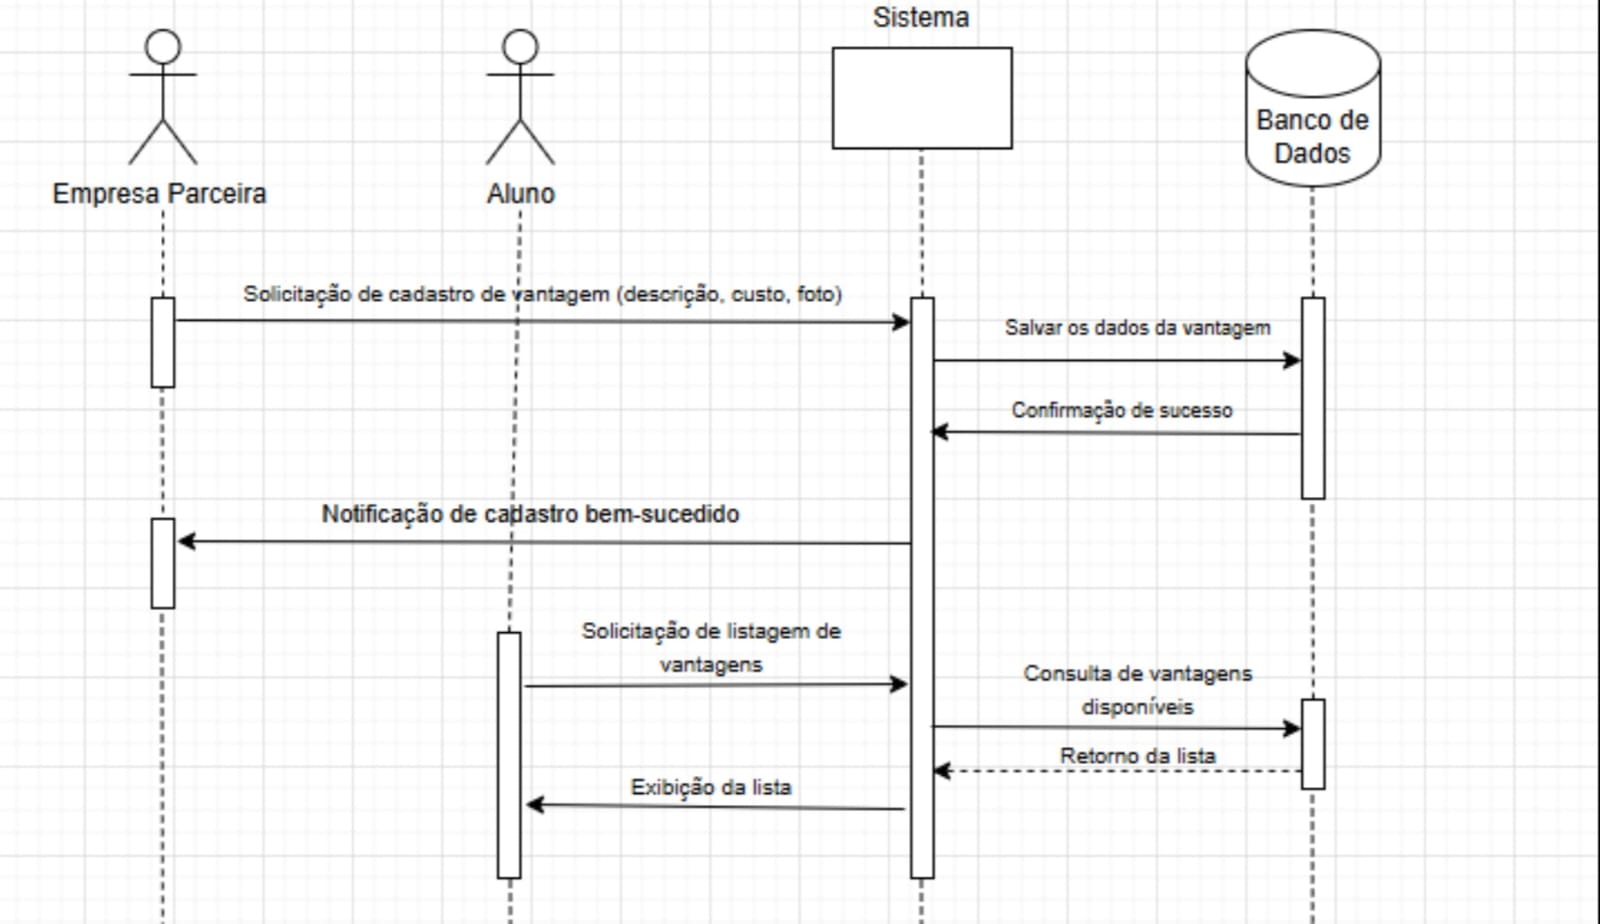 Sistema
Banco de
Dados
Empresa Parceira
Aluno
Solicitação de cadastro de vantagem (descrição, custo, foto)
Salvar os dados da vantagem
Confirmação de sucesso
Notificação de cadastro bem-sucedido
Solicitação de listagem de
vantagens
Consulta de vantagens
disponíveis
Retorno da lista
Exibição da lista